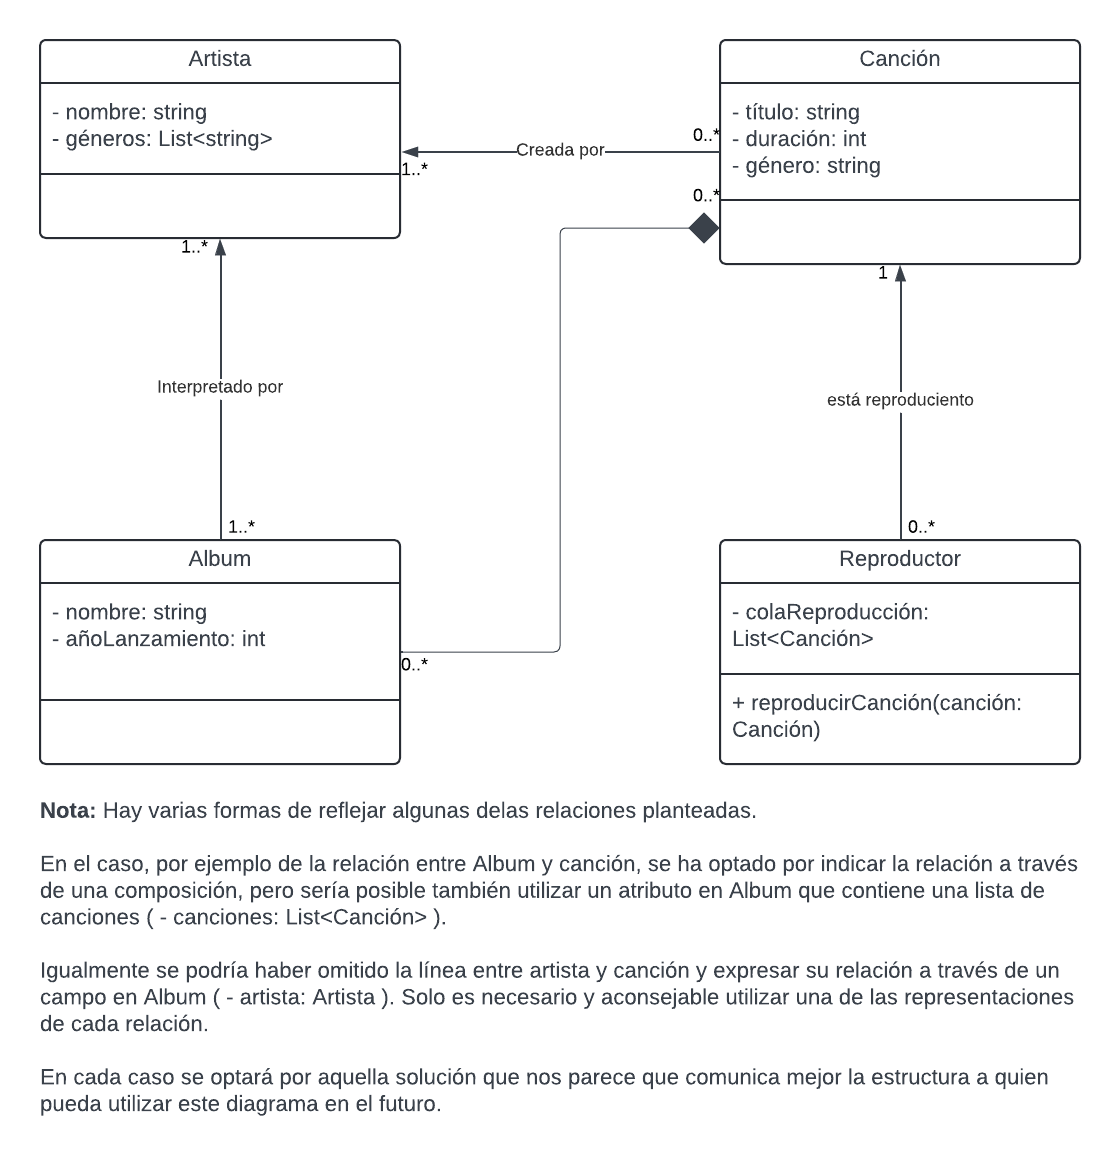 Artista
- nombre: string
- géneros: List<string>
Canción
- título: string
- duración: int
- género: string
0..*
Creada por
1..*
0..*
1..*
1
Interpretado por
está reproduciento
1..*
0..*
Album
- nombre: string
- añoLanzamiento: int
0..*
Reproductor
- colaReproducción:
List<Canción>
+ reproducirCanción(canción:
Canción)
Nota: Hay varias formas de reflejar algunas delas relaciones planteadas.
En el caso, por ejemplo de la relación entre Album y canción, se ha optado por indicar la relación a través
de una composición, pero sería posible también utilizar un atributo en Album que contiene una lista de
canciones ( - canciones: List<Canción> ).
Igualmente se podría haber omitido la línea entre artista y canción y expresar su relación a través de un
campo en Album ( - artista: Artista ). Solo es necesario y aconsejable utilizar una de las representaciones
de cada relación.
En cada caso se optará por aquella solución que nos parece que comunica mejor la estructura a quien
pueda utilizar este diagrama en el futuro.